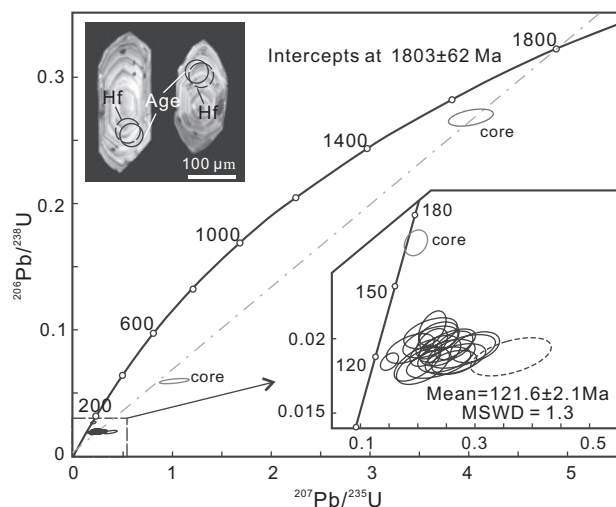 Intercepts at 1803±62 Ma
1800
0.3
Hf
Age
Hf
core
1400
100 μm
0.2
180
1000
core
²⁰⁶Pb/²³⁸U
150
600
0.02
0.1
120
core
Mean=121.6±2.1Ma
MSWD = 1.3
200
0.015
0.1
0.3
0.5
0
0
1
2
3
4
5
²⁰⁷Pb/²³⁵U